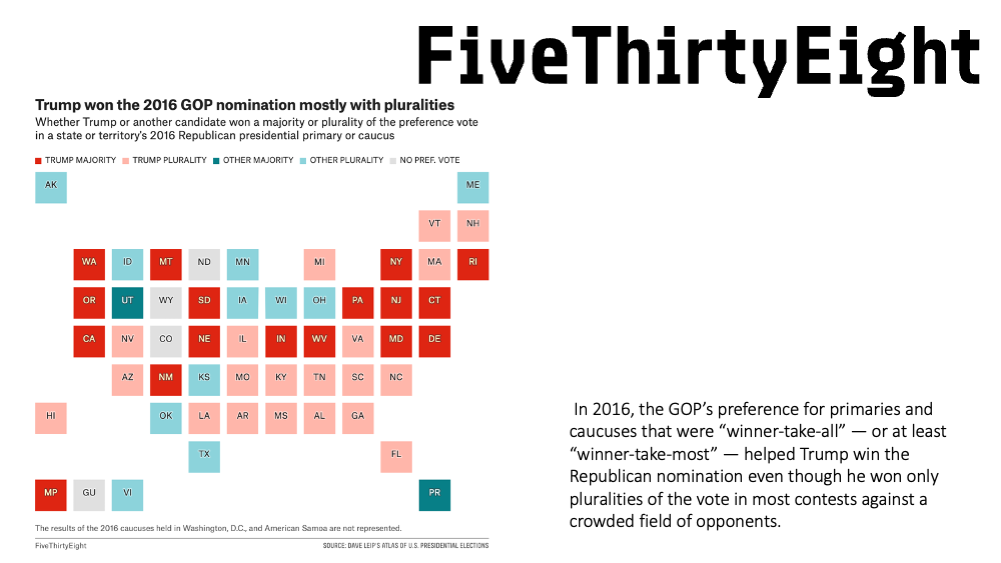 FiveThirtyEight
Trump won the 2016 GOP nomination mostly with pluralities
Whether Trump or another candidate won a majority or plurality of the preference vote
in a state or territory's 2016 Republican presidential primary or caucus
TRUMP MAJORITY TRUMP PLURALITY OTHER MAJORITY OTHER PLURALITY NO PREF. VOTE
AK ME
VT NH
WA ID MT ND MN MI NY MA RI
OR UT WY SD IA WI OH PA NJ CT
CA NV CO NE IL IN WV VA MD DE
AZ NM KS MO KY TN SC NC
HI OK LA AR MS AL GA
TX FL
MP GU VI PR
The results of the 2016 caucuses held in Washington, D.C., and American Samoa are not represented.
FiveThirtyEight SOURCE: DAVE LEIP'S ATLAS OF U.S. PRESIDENTIAL ELECTIONS
In 2016, the GOP’s preference for primaries and
caucuses that were “winner-take-all” — or at least
“winner-take-most” — helped Trump win the
Republican nomination even though he won only
pluralities of the vote in most contests against a
crowded field of opponents.